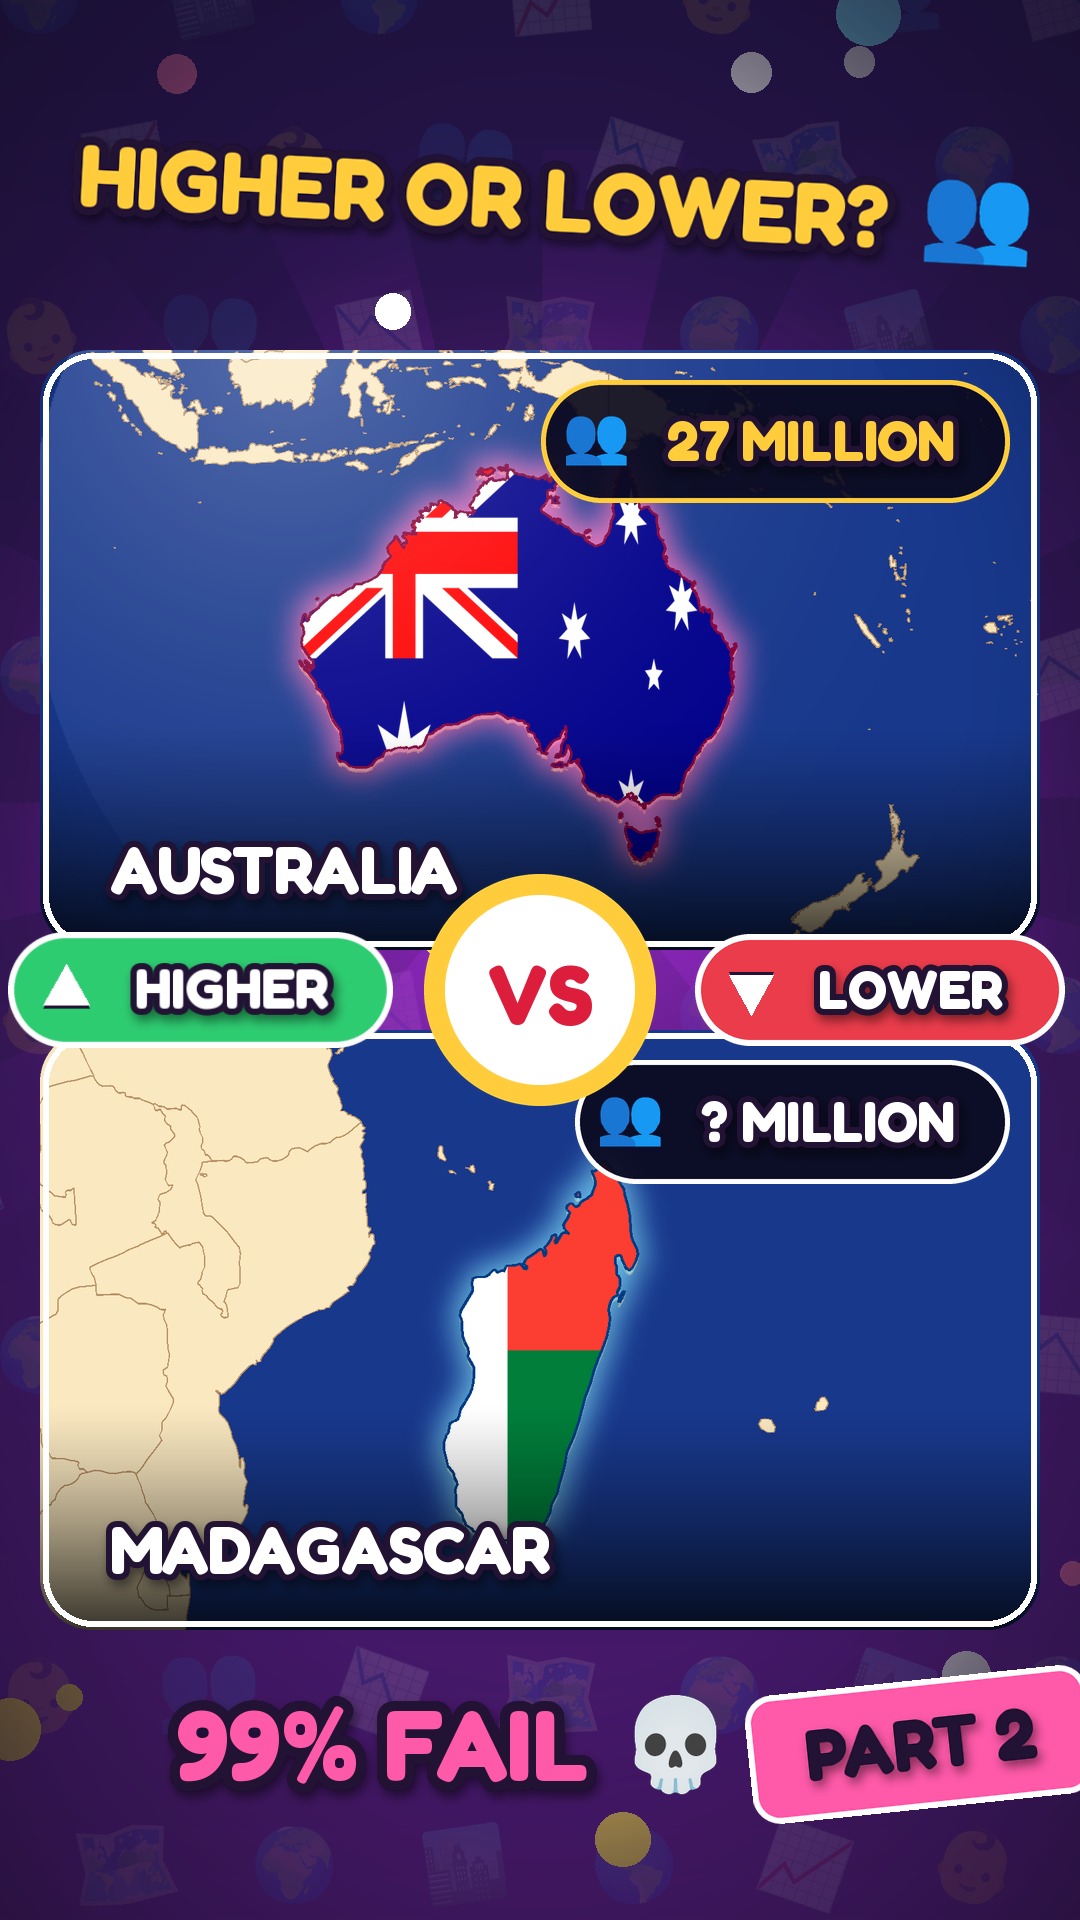 HIGHER OR LOWER?
27 MILLION
AUSTRALIA
HIGHER
VS
LOWER
? MILLION
MADAGASCAR
99% FAIL
PART 2